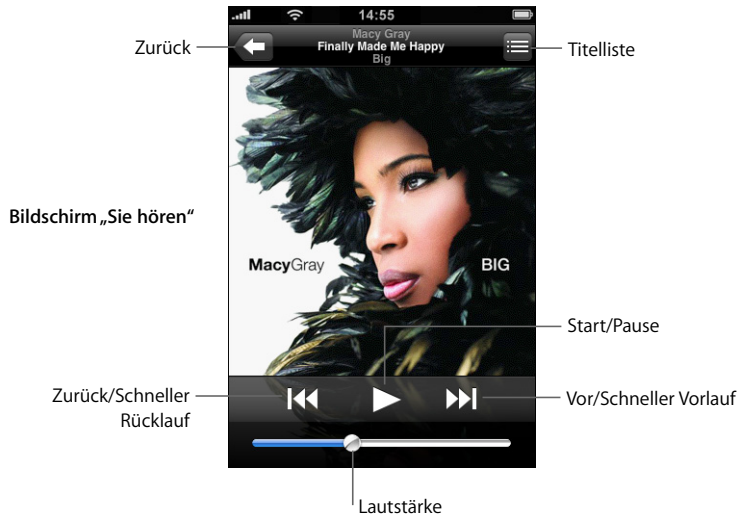 14:55
Macy Gray
Finally Made Me Happy
Big
Zurück
Titelliste
Bildschirm „Sie hören“
MacyGray
BIG
Start/Pause
Zurück/Schneller
Rücklauf
Vor/Schneller Vorlauf
Lautstärke